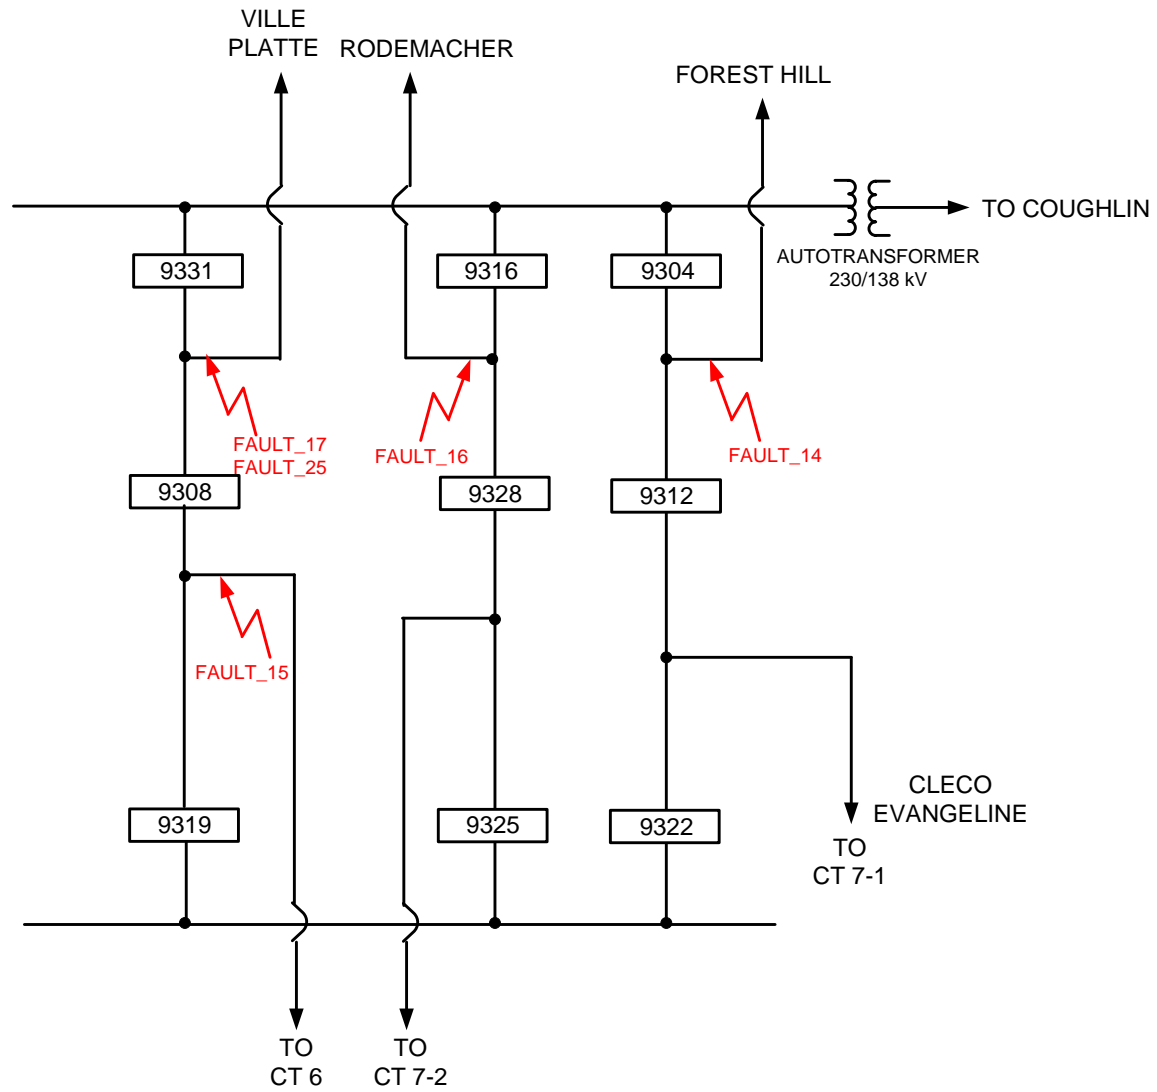 VILLE
PLATTE
RODEMACHER
FOREST HILL
TO COUGHLIN
AUTOTRANSFORMER
230/138 kV
9331
9316
9304
FAULT_17
FAULT_25
FAULT_16
FAULT_14
9308
9328
9312
FAULT_15
9319
9325
9322
CLECO
EVANGELINE
TO
CT 7-1
TO
CT 6
TO
CT 7-2